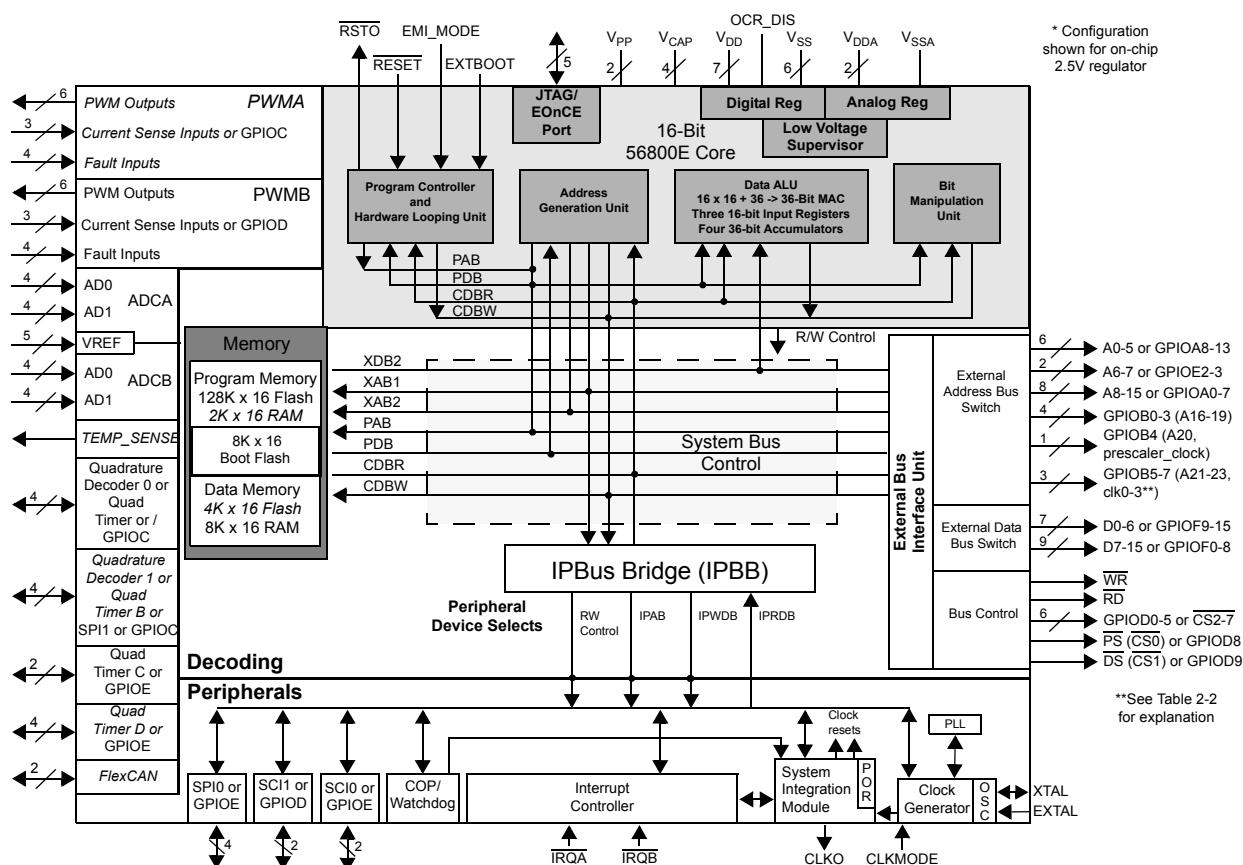 RSTO
EMI_MODE
RESET
EXTBOOT
5
VPP
2
VCAP
4
VDD
7
OCR_DIS
VSS
6
VDDA
2
VSSA
* Configuration
shown for on-chip
2.5V regulator
6
PWM Outputs
PWMA
3
Current Sense Inputs or GPIOC
4
Fault Inputs
6
PWM Outputs
PWMB
3
Current Sense Inputs or GPIOD
4
Fault Inputs
4
AD0
ADCA
4
AD1
5
VREF
4
AD0
ADCB
4
AD1
TEMP_SENSE
4
Quadrature
Decoder 0 or
Quad
Timer or /
GPIOC
4
Quadrature
Decoder 1 or
Quad
Timer B or
SPI1 or GPIOC
2
Quad
Timer C or
GPIOE
4
Quad
Timer D or
GPIOE
2
FlexCAN
JTAG/
EOnCE
Port
Digital Reg
Analog Reg
Low Voltage
Supervisor
16-Bit
56800E Core
Program Controller
and
Hardware Looping Unit
Address
Generation Unit
Data ALU
16 x 16 + 36 -> 36-Bit MAC
Three 16-bit Input Registers
Four 36-bit Accumulators
Bit
Manipulation
Unit
PAB
PDB
CDBR
CDBW
R/W Control
Memory
Program Memory
128K x 16 Flash
2K x 16 RAM
8K x 16
Boot Flash
Data Memory
4K x 16 Flash
8K x 16 RAM
XDB2
XAB1
XAB2
PAB
PDB
CDBR
CDBW
System Bus
Control
External Bus
Interface Unit
External
Address Bus
Switch
External Data
Bus Switch
Bus Control
6
A0-5 or GPIOA8-13
2
A6-7 or GPIOE2-3
8
A8-15 or GPIOA0-7
4
GPIOB0-3 (A16-19)
1
GPIOB4 (A20,
prescaler_clock)
3
GPIOB5-7 (A21-23,
clk0-3**)
7
D0-6 or GPIOF9-15
9
D7-15 or GPIOF0-8
WR
RD
6
GPIOD0-5 or CS2-7
PS (CS0) or GPIOD8
DS (CS1) or GPIOD9
**See Table 2-2
for explanation
IPBus Bridge (IPBB)
Peripheral
Device Selects
RW
Control
IPAB
IPWDB
IPRDB
Decoding
Peripherals
SPI0 or
GPIOE
4
SCI1 or
GPIOD
2
SCI0 or
GPIOE
2
COP/
Watchdog
Interrupt
Controller
IRQA
IRQB
Clock
resets
System
Integration
Module
POR
CLKO
PLL
Clock
Generator
OSC
CLKMODE
XTAL
EXTAL